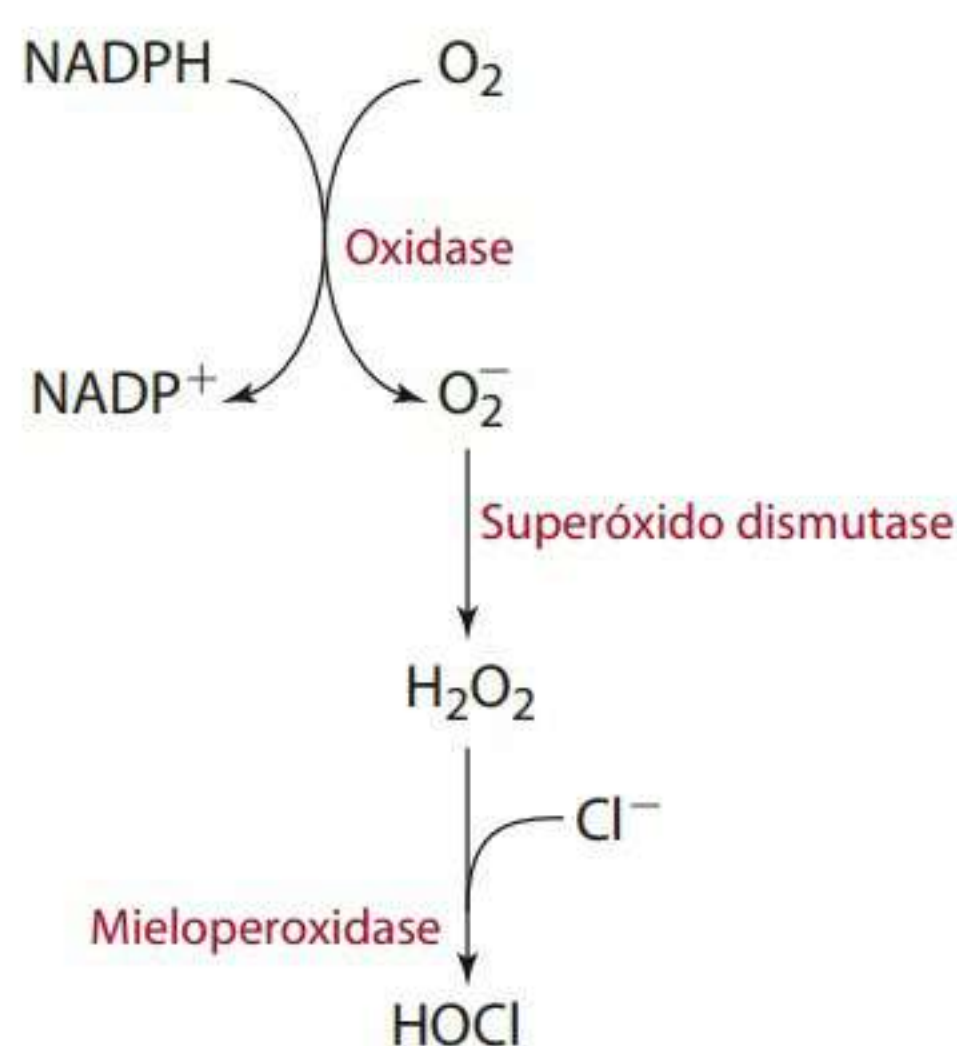 NADPH O₂
Oxidase
NADP⁺ O₂⁻
Superóxido dismutase
H₂O₂
Cl⁻
Mieloperoxidase
HOCl